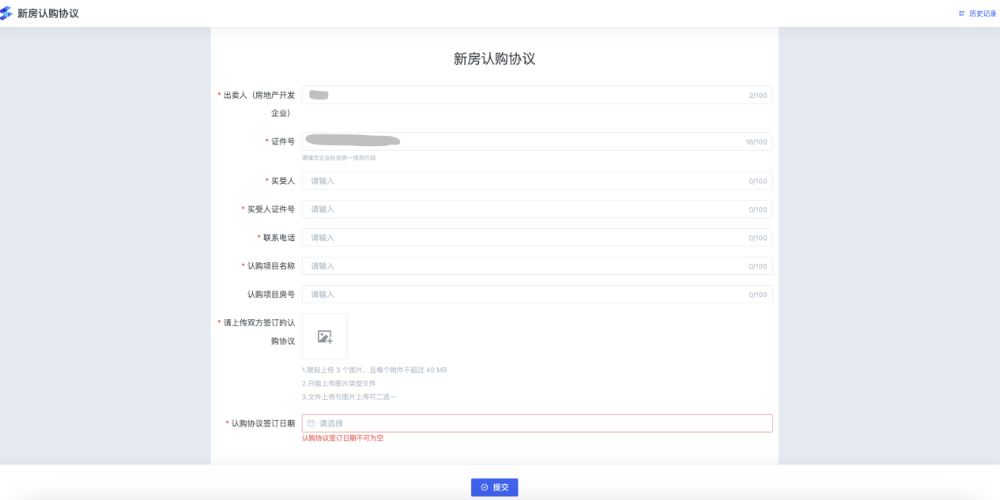 新房认购协议
历史记录
新房认购协议
* 出卖人（房地产开发
企业）
2/100
* 证件号
18/100
请填写企业社会统一信用代码
* 买受人
请输入
0/100
* 买受人证件号
请输入
0/100
* 联系电话
请输入
0/100
* 认购项目名称
请输入
0/100
认购项目房号
请输入
0/100
* 请上传双方签订的认
购协议
1.限制上传 3 个图片，且每个附件不超过 40 MB
2.只能上传图片类型文件
3.文件上传与图片上传可二选一
* 认购协议签订日期
请选择
认购协议签订日期不可为空
提交